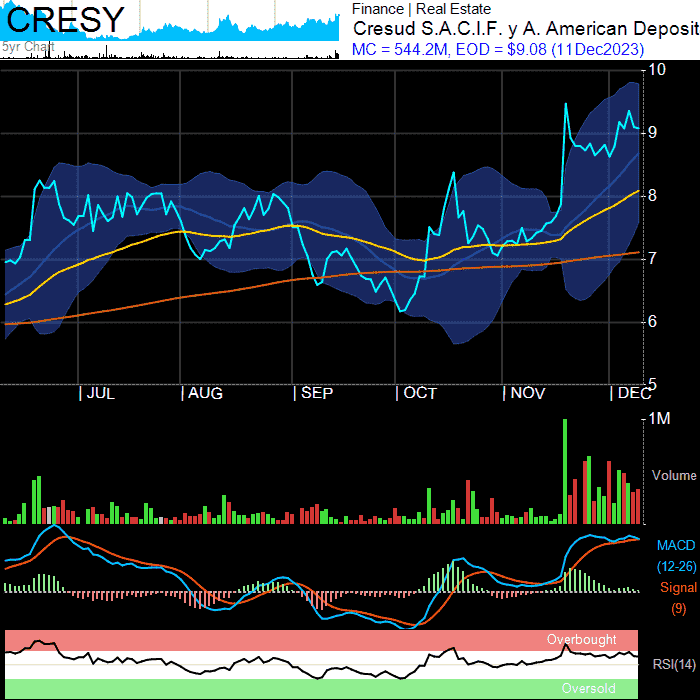 CRESY
5yr Chart
Finance | Real Estate
Cresud S.A.C.I.F. y A. American Deposit
MC = 544.2M, EOD = $9.08 (11Dec2023)
10
9
8
7
6
5
| JUL | AUG | SEP | OCT | NOV | DEC
1M
Volume
MACD
(12-26)
Signal
(9)
Overbought
RSI(14)
Oversold